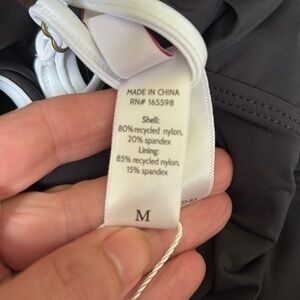 MADE IN CHINA
RN# 165598
Shell:
80% recycled nylon,
20% spandex
Lining:
85% recycled nylon,
15% spandex
M